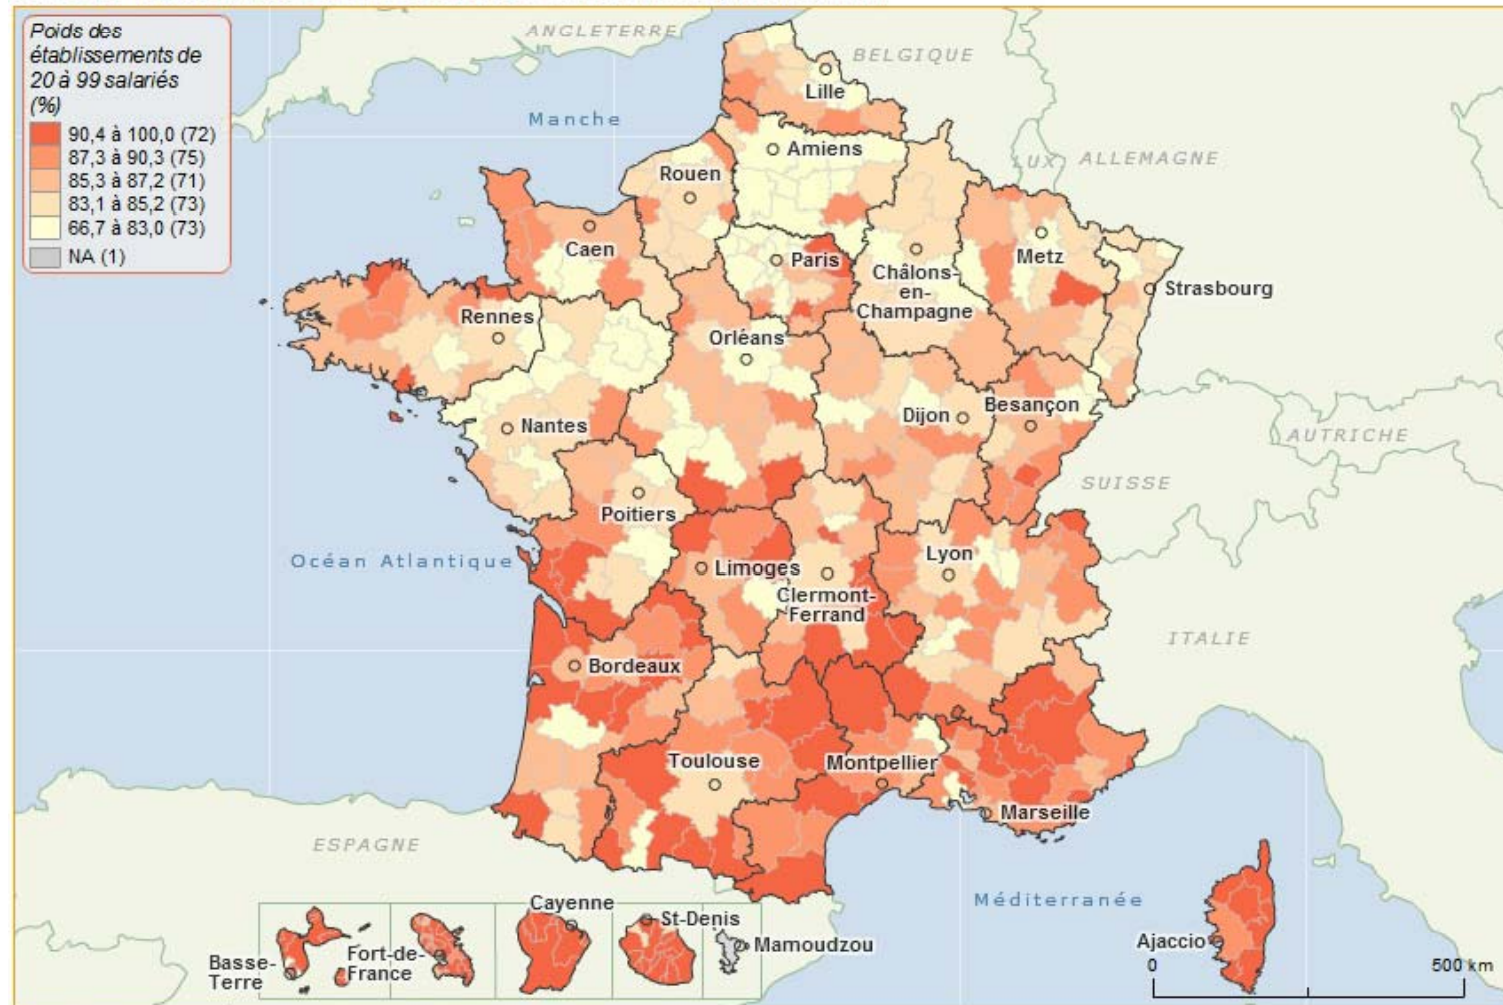 Poids des
établissements de
20 à 99 salariés
(%)
90,4 à 100,0 (72)
87,3 à 90,3 (75)
85,3 à 87,2 (71)
83,1 à 85,2 (73)
66,7 à 83,0 (73)
NA (1)
ANGLETERRE
BELGIQUE
Lille
Manche
Amiens
LUX
ALLEMAGNE
Rouen
Caen
Paris
Metz
Châlons-
en-
Champagne
Strasbourg
Rennes
Orléans
Nantes
Dijon
Besançon
AUTRICHE
SUISSE
Poitiers
Océan Atlantique
Limoges
Lyon
Clermont-
Ferrand
ITALIE
Bordeaux
Toulouse
Montpellier
Marseille
ESPAGNE
Méditerranée
Ajaccio
Basse-
Terre
Fort-de-
France
Cayenne
St-Denis
Mamoudzou
0
500 km